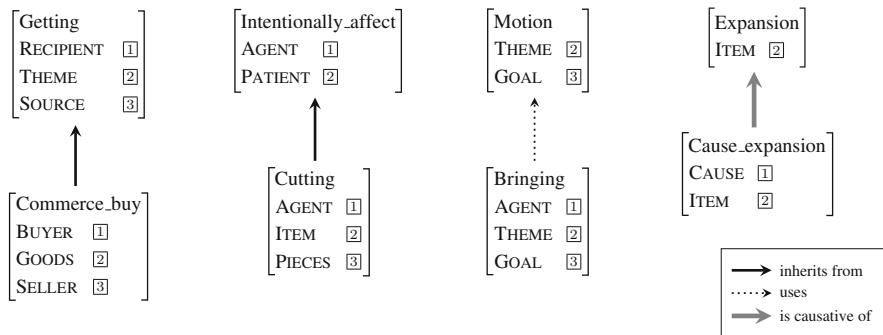 Getting
RECIPIENT 1
THEME 2
SOURCE 3
Intentionally_affect
AGENT 1
PATIENT 2
Motion
THEME 2
GOAL 3
Expansion
ITEM 2
Commerce_buy
BUYER 1
GOODS 2
SELLER 3
Cutting
AGENT 1
ITEM 2
PIECES 3
Bringing
AGENT 1
THEME 2
GOAL 3
Cause_expansion
CAUSE 1
ITEM 2
inherits from
uses
is causative of